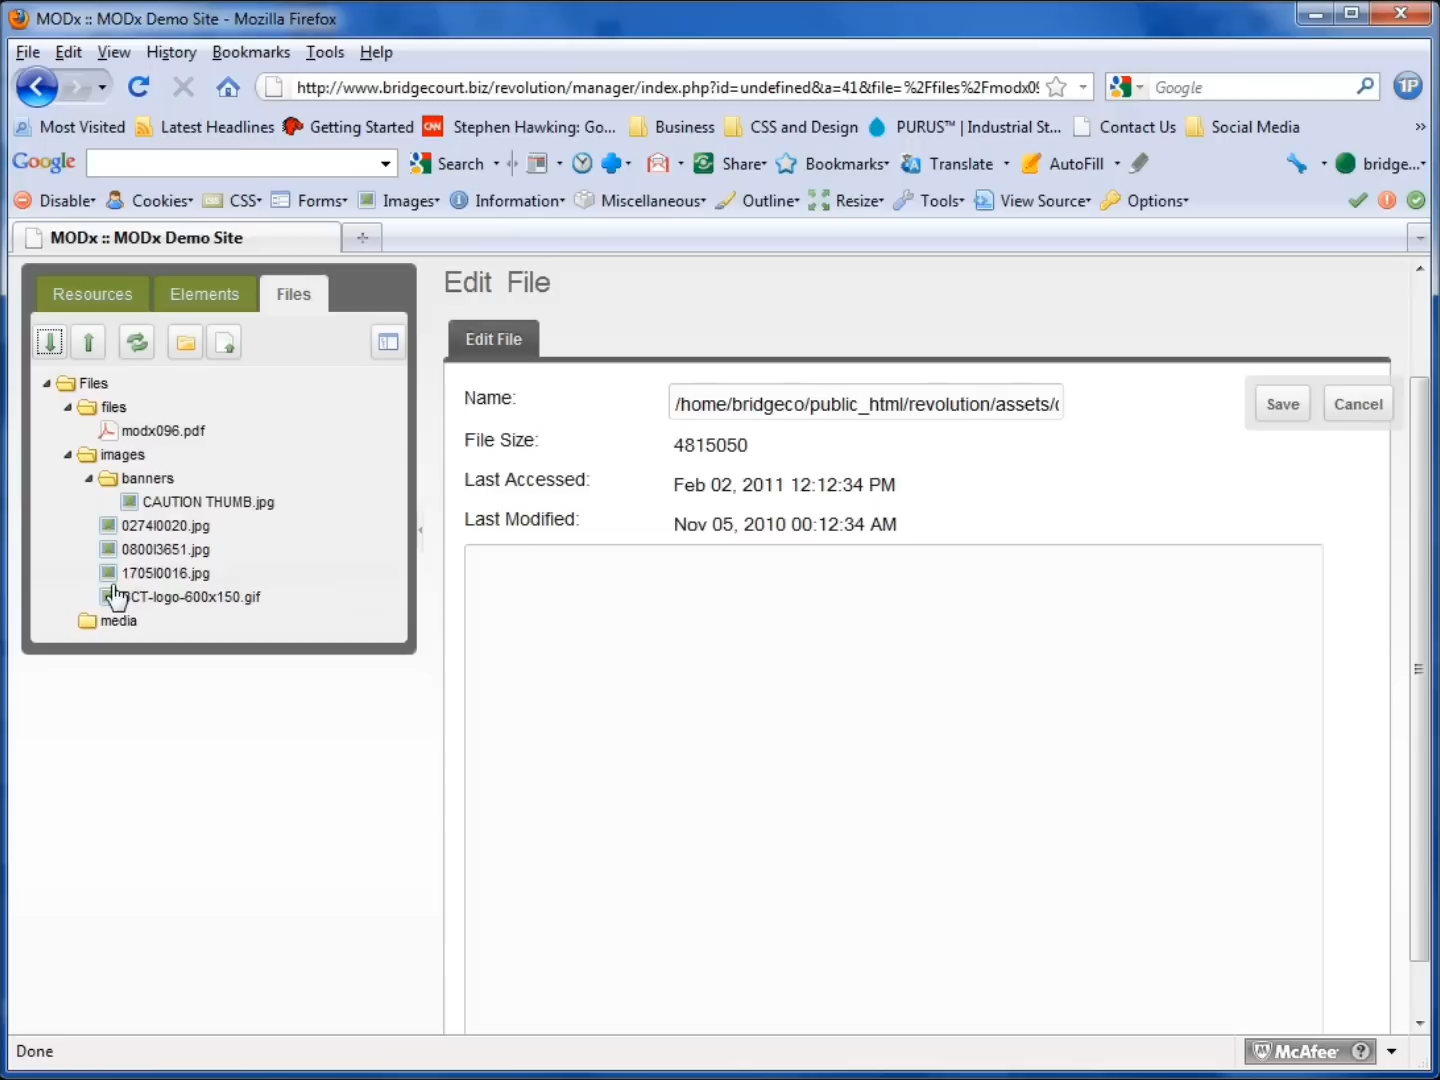 MODx :: MODx Demo Site - Mozilla Firefox
File Edit View History Bookmarks Tools Help
http://www.bridgecourt.biz/revolution/manager/index.php?id=undefined&a=41&file=%2Ffiles%2Fmodx0 Google
Most Visited Latest Headlines Getting Started CNN Stephen Hawking: Go... Business CSS and Design PURUS™ | Industrial St... Contact Us Social Media »
Google Search Share Bookmarks Translate AutoFill bridge...
Disable Cookies CSS Forms Images Information Miscellaneous Outline Resize Tools View Source Options
MODx :: MODx Demo Site
Resources Elements Files
Edit File
Edit File
Files
files
modx096.pdf
images
banners
CAUTION THUMB.jpg
0274I0020.jpg
0800I3651.jpg
1705I0016.jpg
CT-logo-600x150.gif
media
Name: /home/bridgeco/public_html/revolution/assets/ Save Cancel
File Size: 4815050
Last Accessed: Feb 02, 2011 12:12:34 PM
Last Modified: Nov 05, 2010 00:12:34 AM
Done McAfee